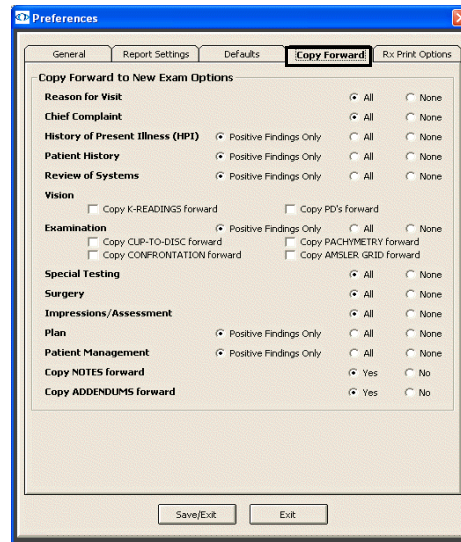 Preferences
General Report Settings Defaults Copy Forward Rx Print Options
Copy Forward to New Exam Options
Reason for Visit All None
Chief Complaint All None
History of Present Illness (HPI) Positive Findings Only All None
Patient History Positive Findings Only All None
Review of Systems Positive Findings Only All None
Vision
Copy K-READINGS forward Copy PD's forward
Examination Positive Findings Only All None
Copy CUP-TO-DISC forward Copy PACHYMETRY forward
Copy CONFRONTATION forward Copy AMSLER GRID forward
Special Testing All None
Surgery All None
Impressions/Assessment All None
Plan Positive Findings Only All None
Patient Management Positive Findings Only All None
Copy NOTES forward Yes No
Copy ADDENDUMS forward Yes No
Save/Exit Exit